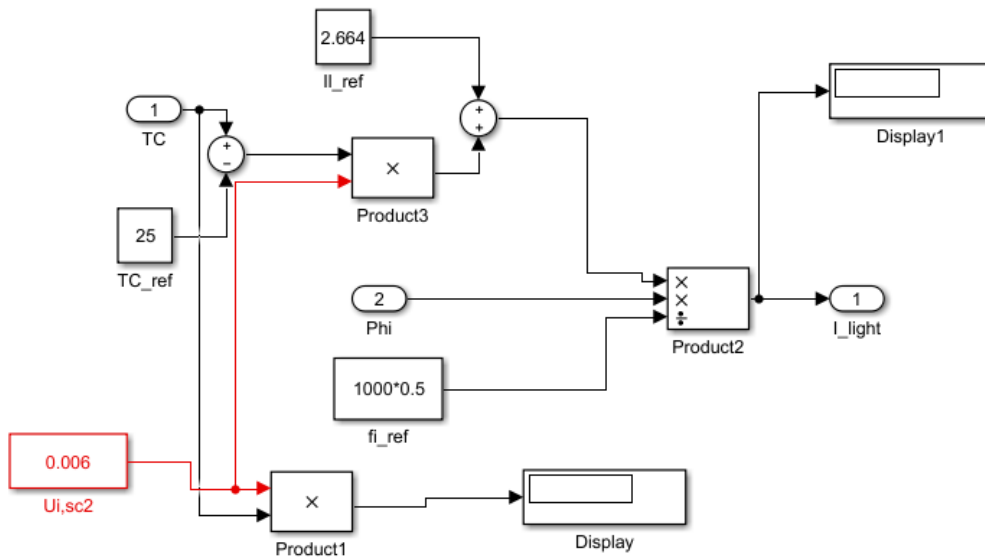 2.664
Il_ref
1
TC
+
−
+
+
×
Product3
Display1
25
TC_ref
2
Phi
×
×
÷
Product2
1
I_light
1000*0.5
fi_ref
0.006
Ui,sc2
×
Product1
Display